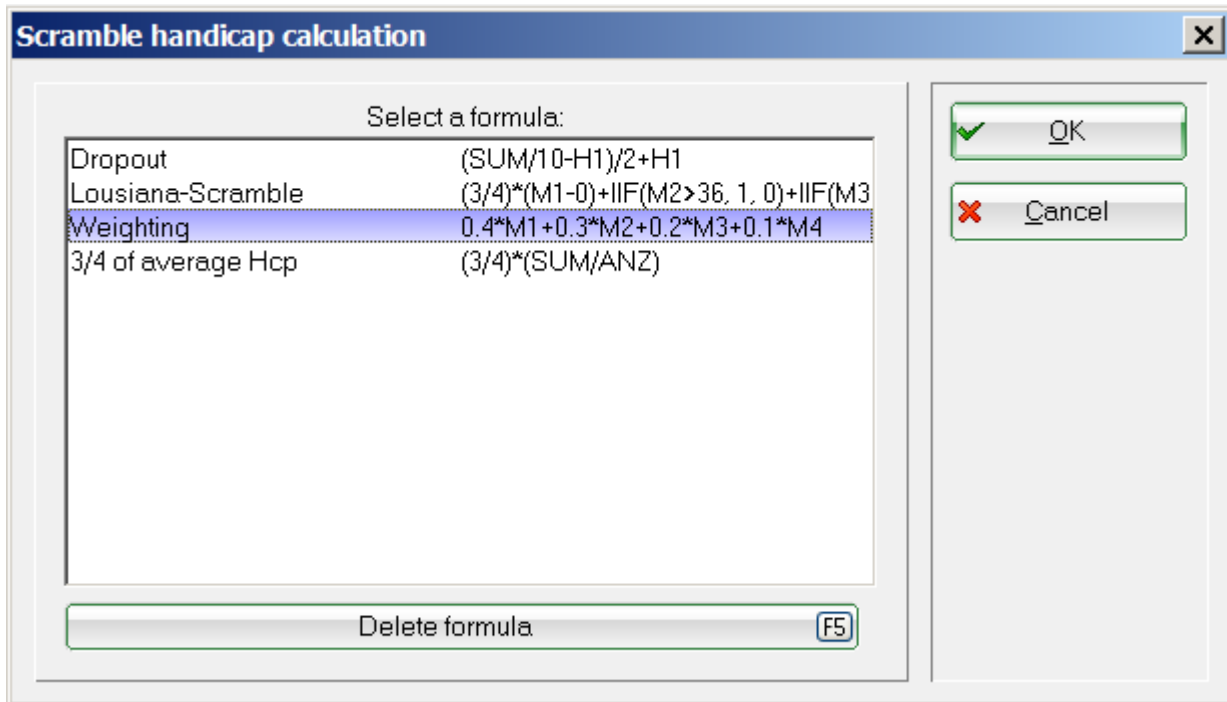 Scramble handicap calculation
Select a formula:
Dropout (SUM/10-H1)/2+H1
Lousiana-Scramble (3/4)*(M1-0)+IIF(M2>36, 1, 0)+IIF(M3
Weighting 0.4*M1+0.3*M2+0.2*M3+0.1*M4
3/4 of average Hcp (3/4)*(SUM/ANZ)
Delete formula F5
OK
Cancel